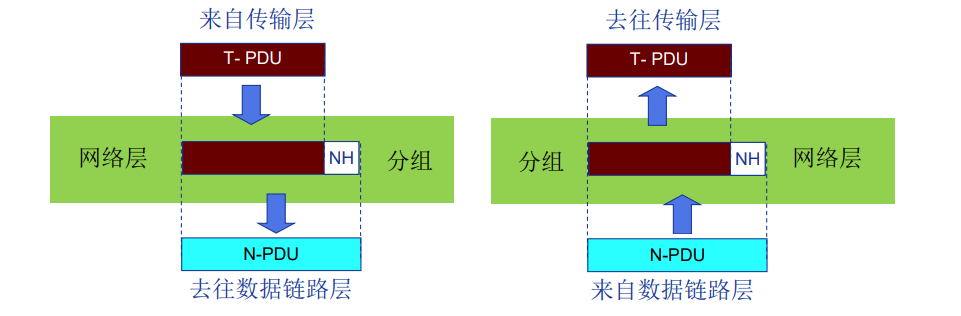 来自传输层
T- PDU
网络层
NH
分组
N-PDU
去往数据链路层
去往传输层
T- PDU
分组
NH
网络层
N-PDU
来自数据链路层